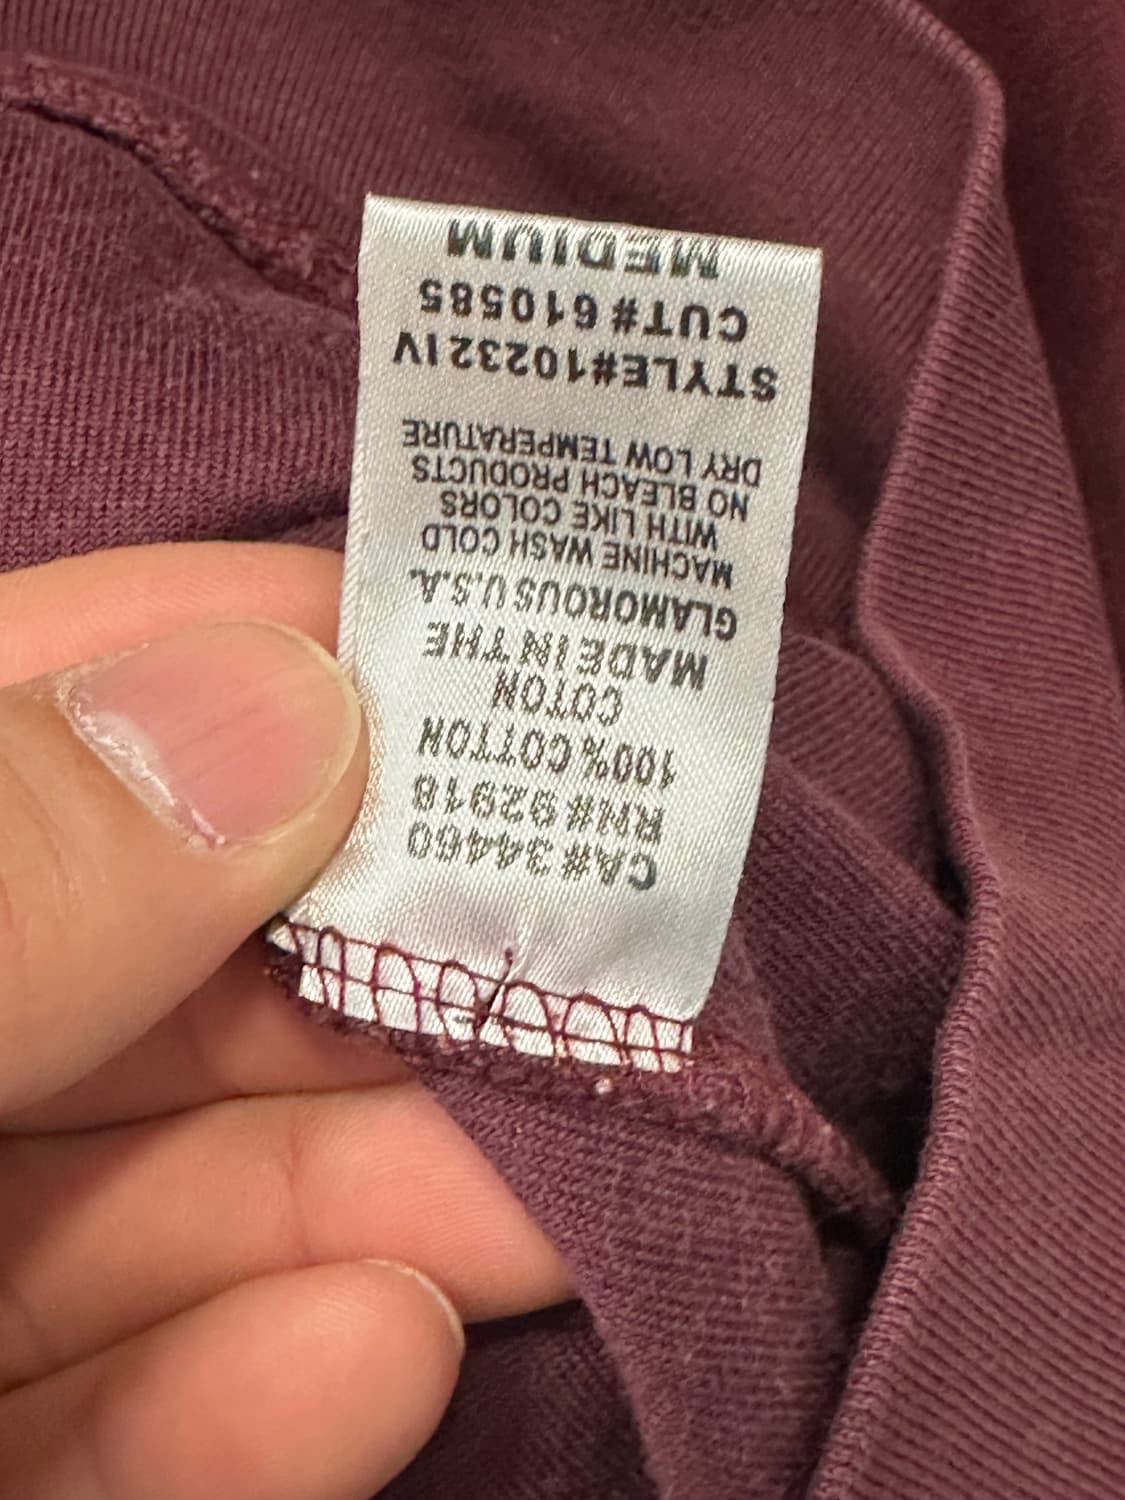 CA# 34460
RN# 92918
100% COTTON
COTON
MADE IN THE
GLAMOROUS U.S.A.
MACHINE WASH COLD
WITH LIKE COLORS
NO BLEACH PRODUCTS
DRY LOW TEMPERATURE
STYLE#10232IV
CUT# 610585
MEDIUM